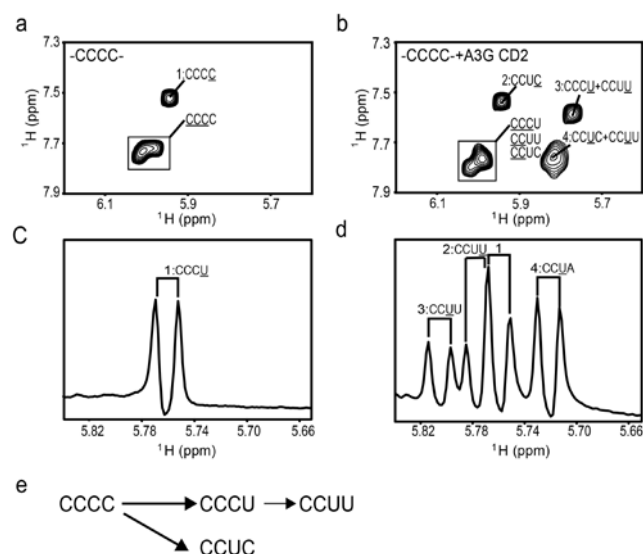 a
-CCCC-
7.3
7.5
7.7
7.9
¹H (ppm)
1:CCCC
CCCC
6.1 5.9 5.7
¹H (ppm)
b
-CCCC-+A3G CD2
7.3
7.5
7.7
7.9
¹H (ppm)
2:CCUC
3:CCCU+CCUU
CCCU
CCUU
CCUC
4:CCUC+CCUU
6.1 5.9 5.7
¹H (ppm)
C
1:CCCU
5.82 5.78 5.74 5.70 5.66
¹H (ppm)
d
2:CCUU 1
4:CCUA
3:CCUU
5.82 5.78 5.74 5.70 5.66
¹H (ppm)
e
CCCC CCCU CCUU
CCUC